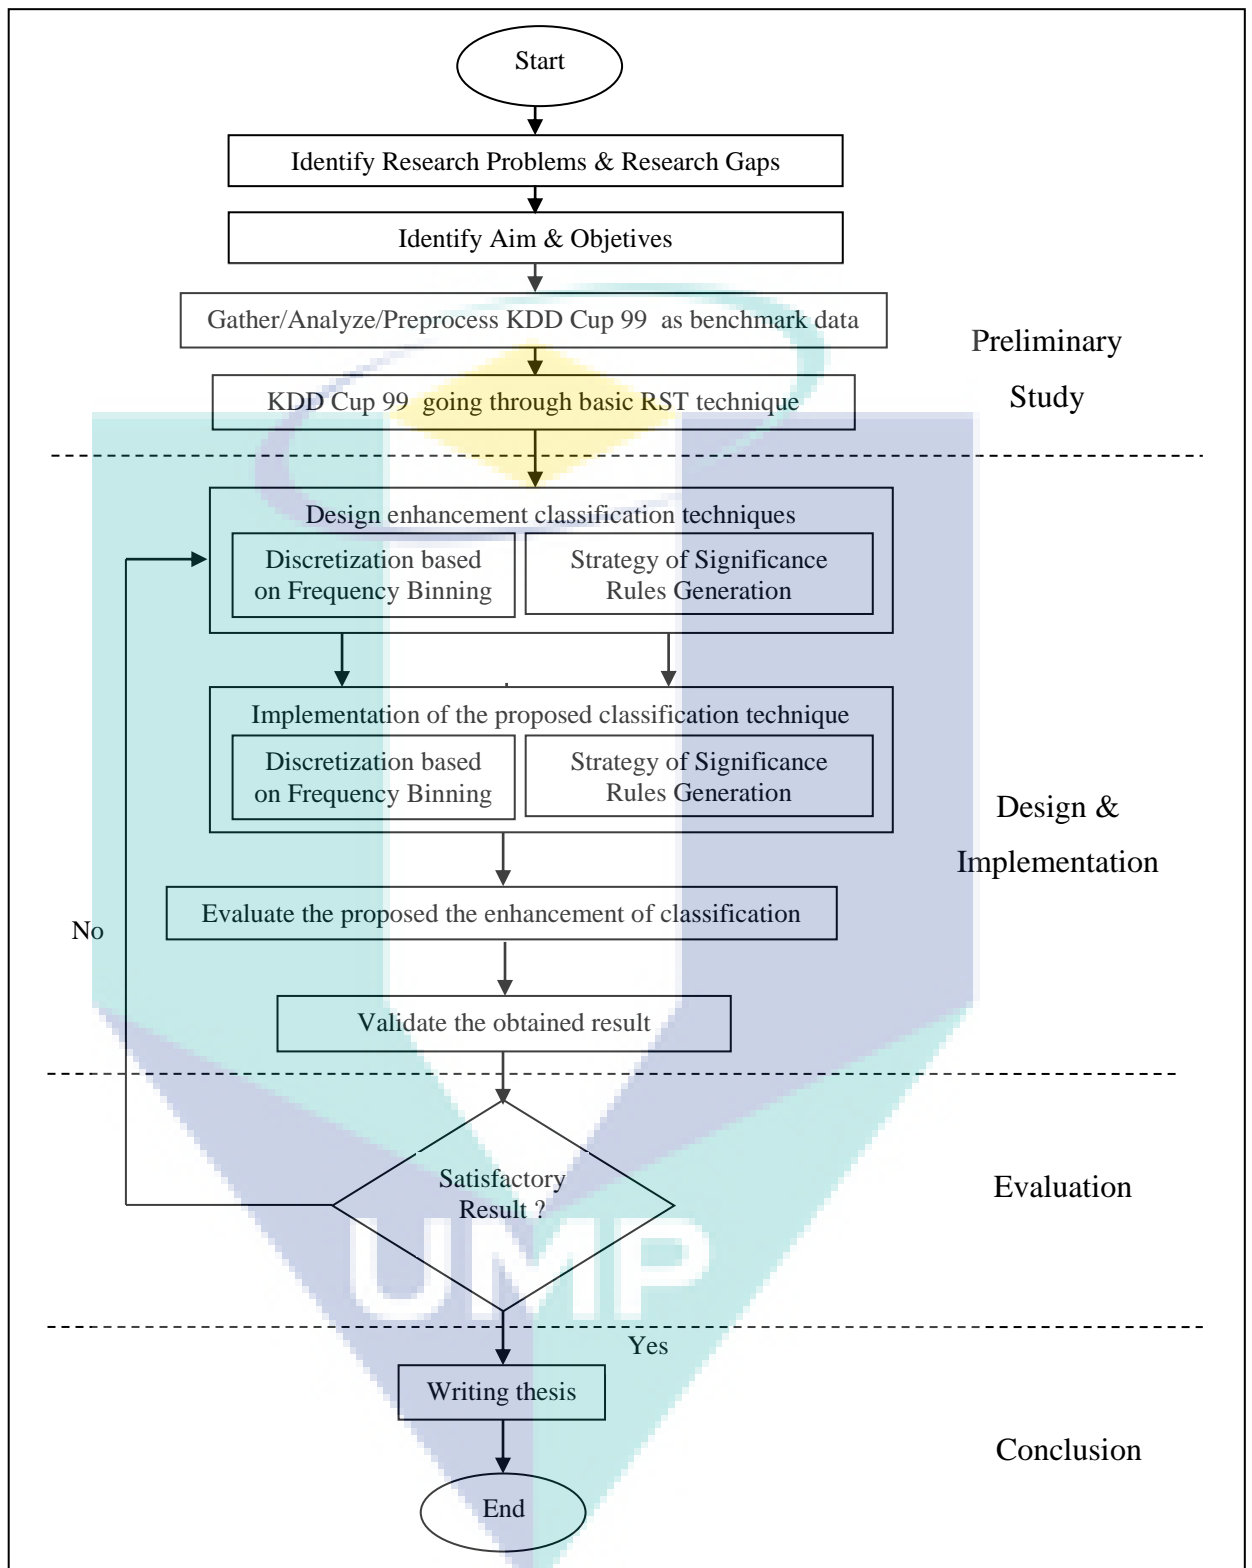 Start
Identify Research Problems & Research Gaps
Identify Aim & Objetives
Gather/Analyze/Preprocess KDD Cup 99 as benchmark data
KDD Cup 99 going through basic RST technique
Preliminary
Study
Design enhancement classification techniques
Discretization based
on Frequency Binning
Strategy of Significance
Rules Generation
Implementation of the proposed classification technique
Discretization based
on Frequency Binning
Strategy of Significance
Rules Generation
Design &
Implementation
Evaluate the proposed the enhancement of classification
No
Validate the obtained result
Satisfactory
Result ?
Evaluation
UMP
Yes
Writing thesis
Conclusion
End